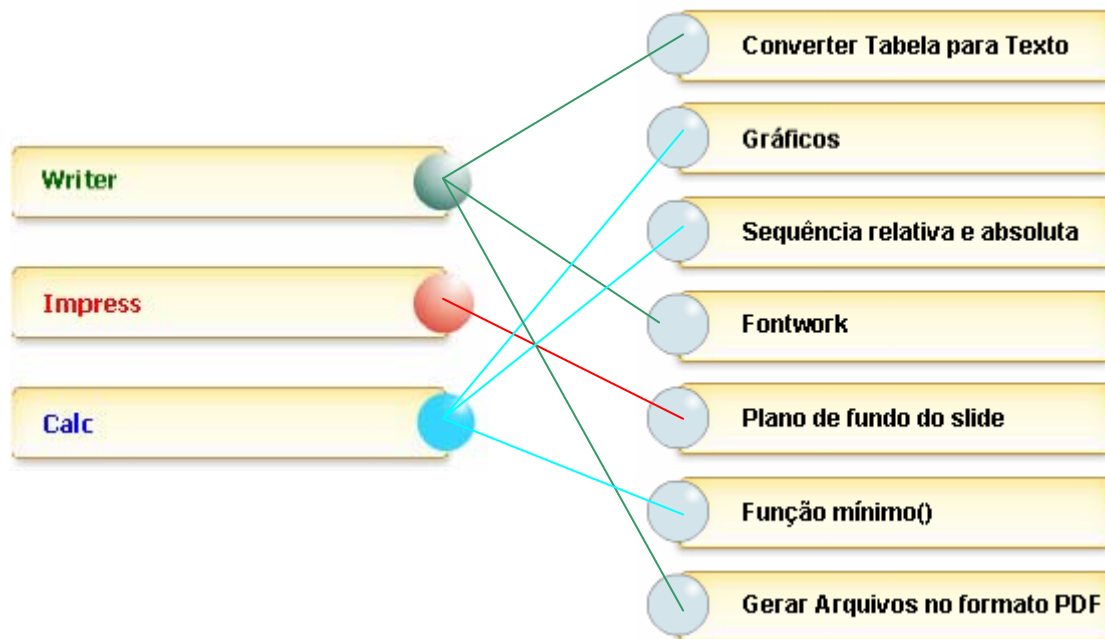 Writer
Impress
Calc
Converter Tabela para Texto
Gráficos
Sequência relativa e absoluta
Fontwork
Plano de fundo do slide
Função mínimo()
Gerar Arquivos no formato PDF